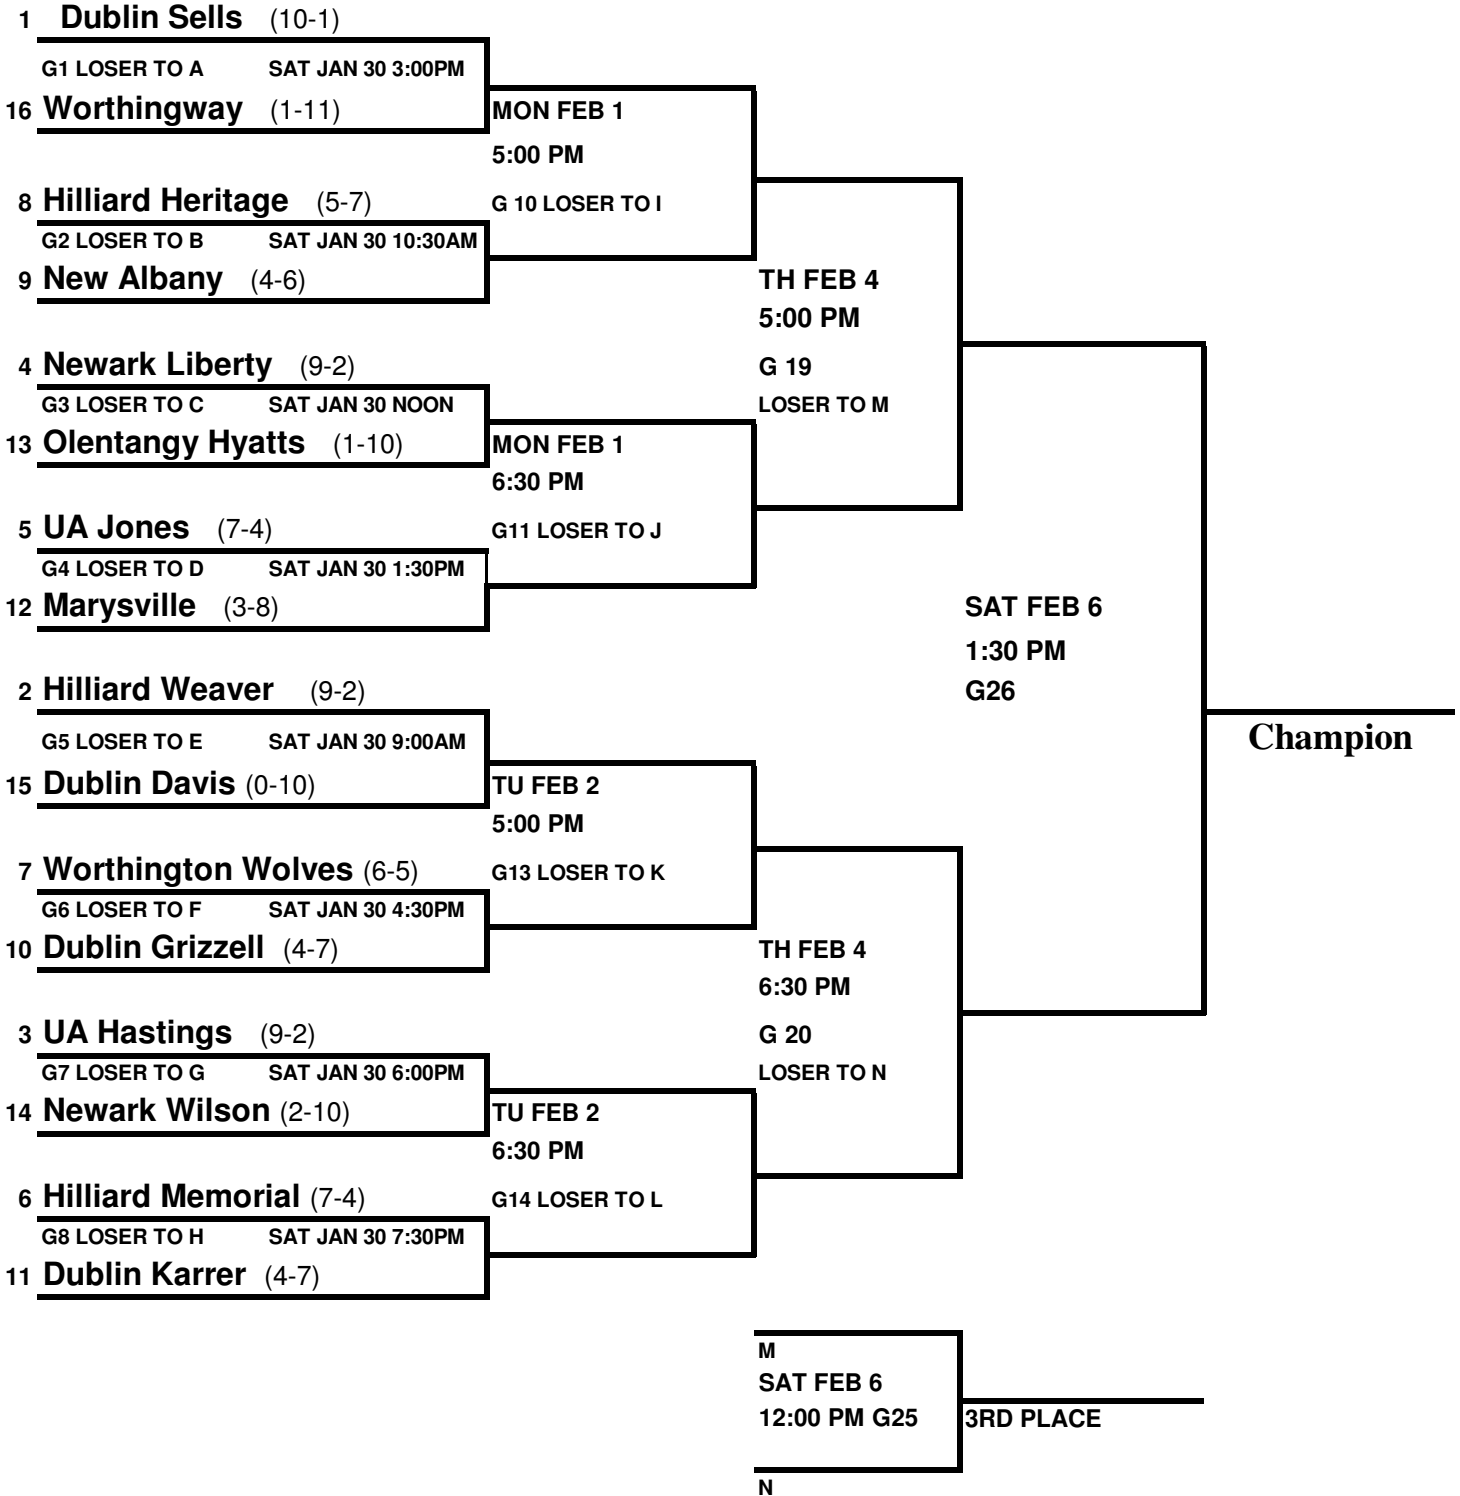 1 Dublin Sells (10-1)
G1 LOSER TO A SAT JAN 30 3:00PM
16 Worthingway (1-11)
MON FEB 1
5:00 PM
8 Hilliard Heritage (5-7)
G 10 LOSER TO I
G2 LOSER TO B SAT JAN 30 10:30AM
9 New Albany (4-6)
TH FEB 4
5:00 PM
4 Newark Liberty (9-2)
G 19
G3 LOSER TO C SAT JAN 30 NOON
LOSER TO M
13 Olentangy Hyatts (1-10)
MON FEB 1
6:30 PM
5 UA Jones (7-4)
G11 LOSER TO J
G4 LOSER TO D SAT JAN 30 1:30PM
12 Marysville (3-8)
SAT FEB 6
1:30 PM
G26
2 Hilliard Weaver (9-2)
G5 LOSER TO E SAT JAN 30 9:00AM
Champion
15 Dublin Davis (0-10)
TU FEB 2
5:00 PM
7 Worthington Wolves (6-5)
G13 LOSER TO K
G6 LOSER TO F SAT JAN 30 4:30PM
10 Dublin Grizzell (4-7)
TH FEB 4
6:30 PM
3 UA Hastings (9-2)
G 20
G7 LOSER TO G SAT JAN 30 6:00PM
LOSER TO N
14 Newark Wilson (2-10)
TU FEB 2
6:30 PM
6 Hilliard Memorial (7-4)
G14 LOSER TO L
G8 LOSER TO H SAT JAN 30 7:30PM
11 Dublin Karrer (4-7)
M
SAT FEB 6
12:00 PM G25
3RD PLACE
N